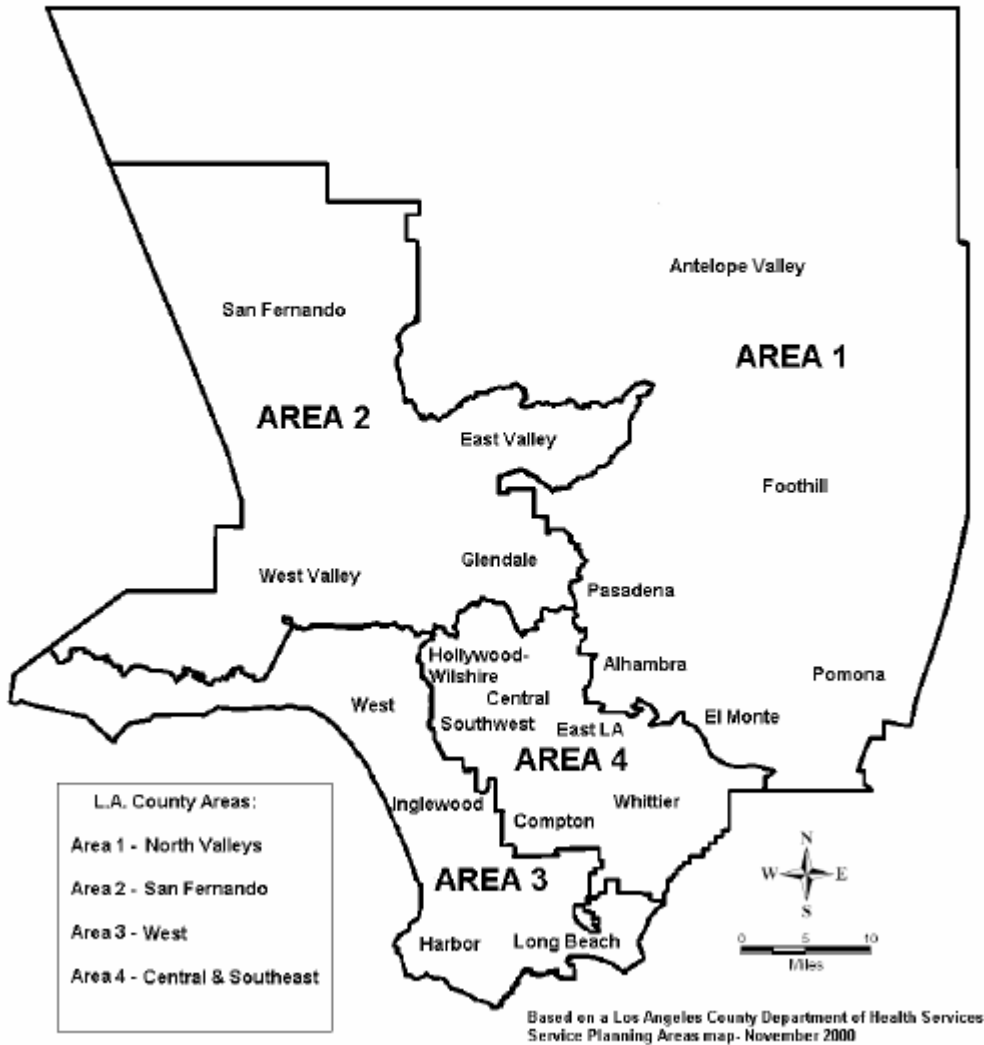 Antelope Valley
San Fernando
AREA 1
AREA 2
East Valley
Foothill
Glendale
West Valley
Pasadena
Hollywood-
Wilshire
Alhambra
Pomona
Central
West
Southwest
East LA
El Monte
AREA 4
Inglewood
Whittier
Compton
AREA 3
Harbor
Long Beach
L.A. County Areas:
Area 1 - North Valleys
Area 2 - San Fernando
Area 3 - West
Area 4 - Central & Southeast
N
W E
S
0 5 10
Miles
Based on a Los Angeles County Department of Health Services
Service Planning Areas map- November 2000